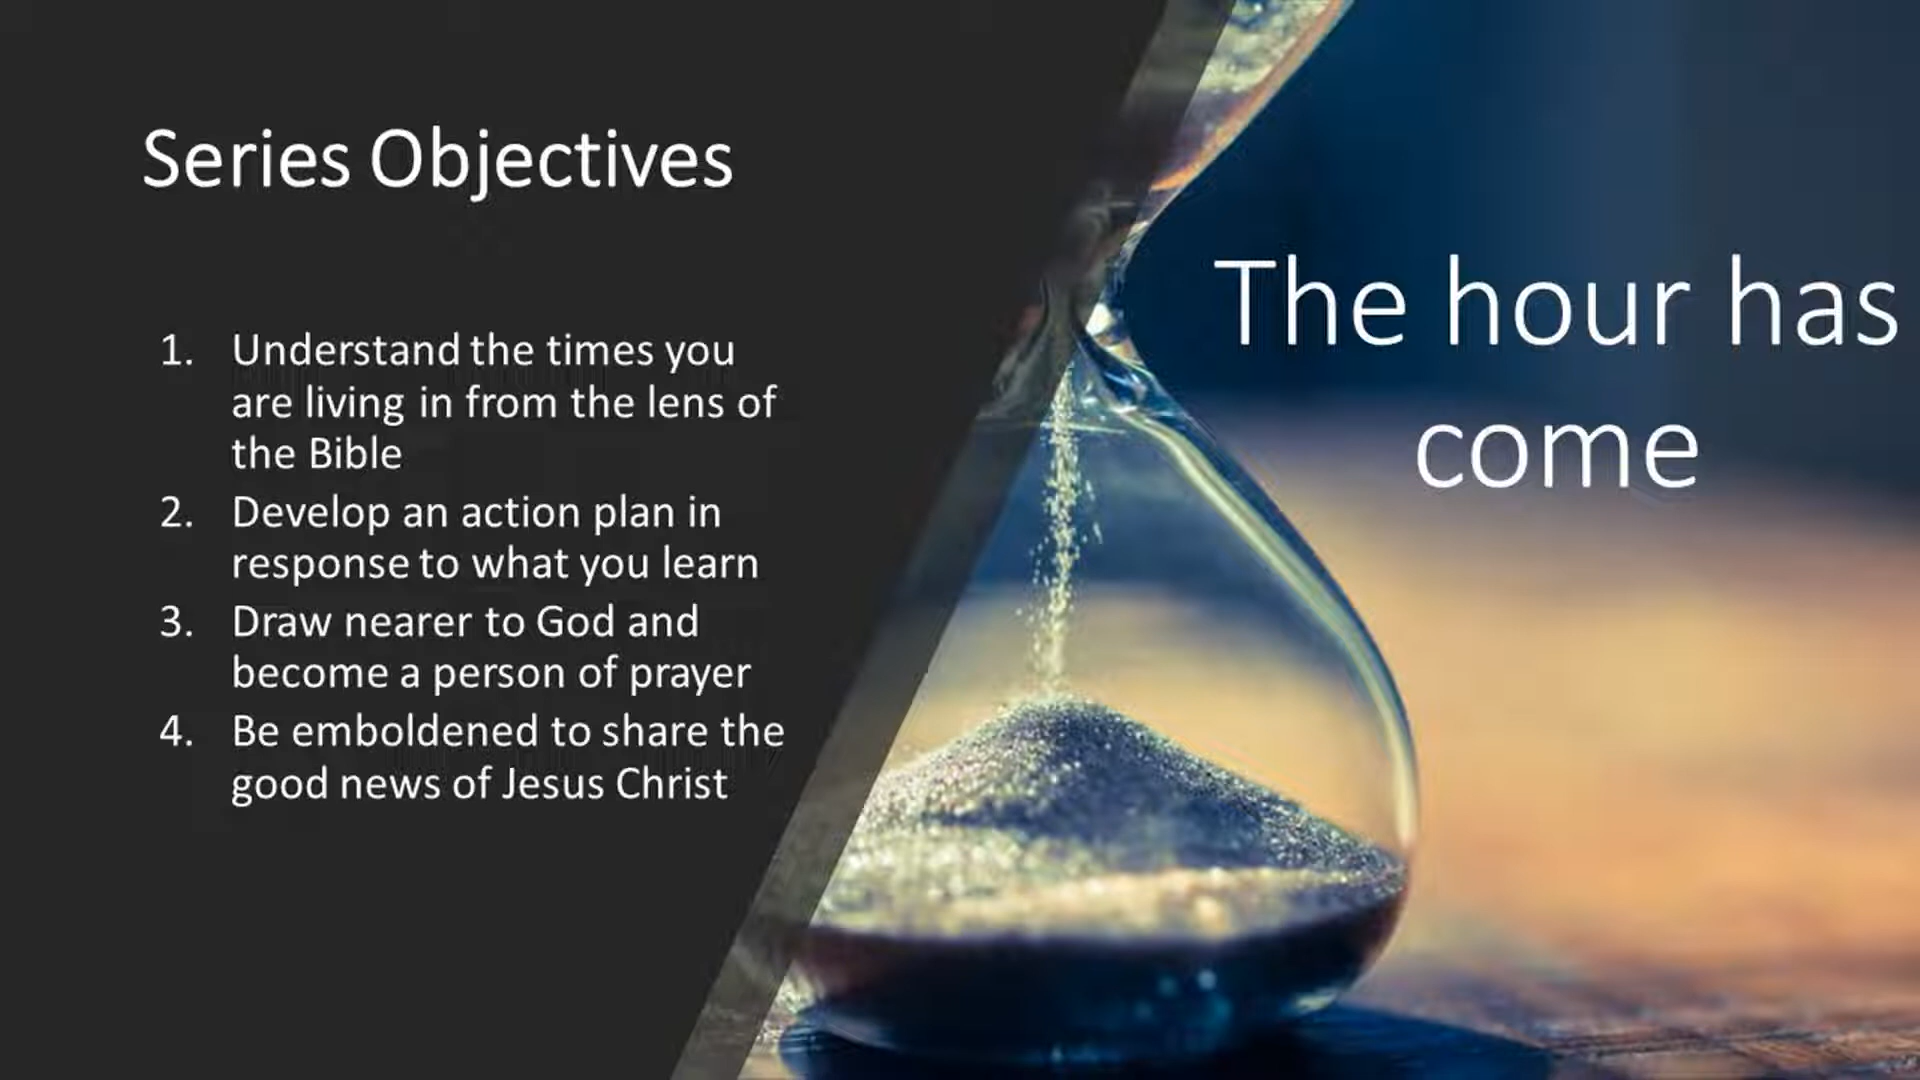 Series Objectives
1. Understand the times you
are living in from the lens of
the Bible
2. Develop an action plan in
response to what you learn
3. Draw nearer to God and
become a person of prayer
4. Be emboldened to share the
good news of Jesus Christ
The hour has
come